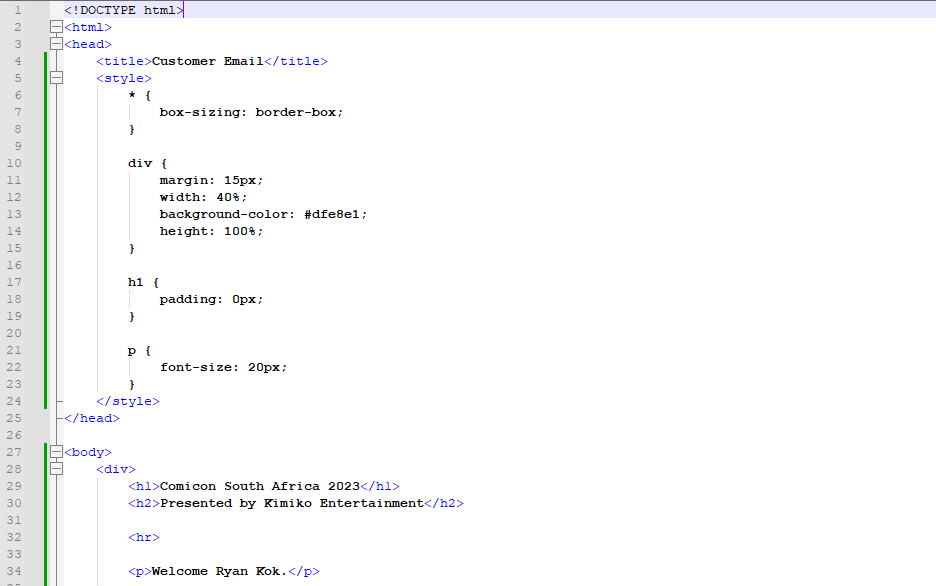 1 <!DOCTYPE html>
2 <html>
3 <head>
4     <title>Customer Email</title>
5     <style>
6         * {
7             box-sizing: border-box;
8         }
9
10         div {
11             margin: 15px;
12             width: 40%;
13             background-color: #dfe8e1;
14             height: 100%;
15         }
16
17         h1 {
18             padding: 0px;
19         }
20
21         p {
22             font-size: 20px;
23         }
24     </style>
25 </head>
26
27 <body>
28     <div>
29         <h1>Comicon South Africa 2023</h1>
30         <h2>Presented by Kimiko Entertainment</h2>
31
32         <hr>
33
34         <p>Welcome Ryan Kok.</p>